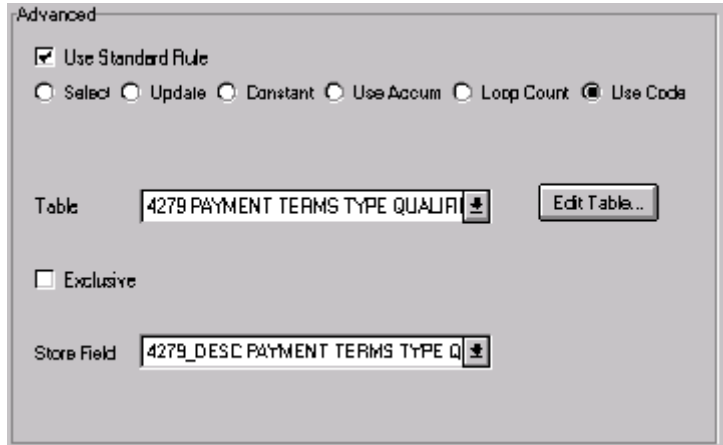 Advanced
Use Standard Rule
Select Update Constant Use Accum Loop Count Use Code
Table 4279 PAYMENT TERMS TYPE QUALIFI Edit Table...
Exclusive
Store Field 4279_DESC PAYMENT TERMS TYPE Q